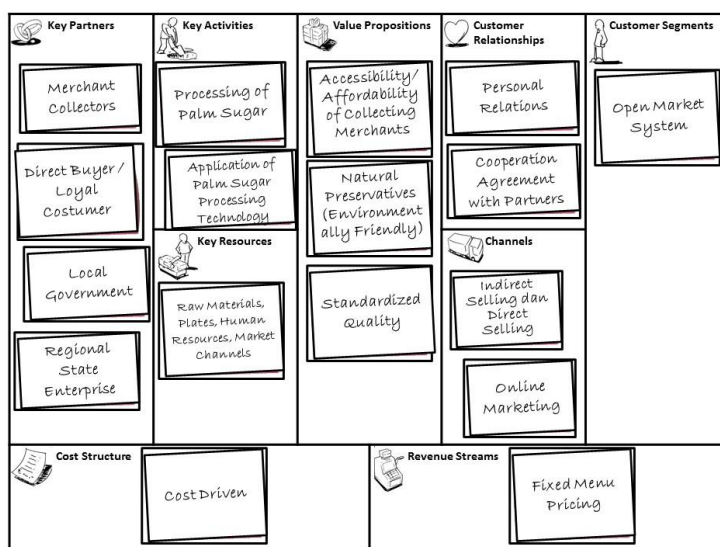 Key Partners
Merchant
Collectors
Direct Buyer /
Loyal
Costumer
Local
Government
Regional
State
Enterprise
Key Activities
Processing of
Palm Sugar
Application of
Palm Sugar
Processing
Technology
Key Resources
Raw Materials,
Plates, Human
Resources, Market
Channels
Value Propositions
Accessibility/
Affordability
of Collecting
Merchants
Natural
Preservatives
(Environment
ally Friendly)
Standardized
Quality
Customer
Relationships
Personal
Relations
Cooperation
Agreement
with Partners
Channels
Indirect
Selling dan
Direct
Selling
Online
Marketing
Customer Segments
Open Market
System
Cost Structure
Cost Driven
Revenue Streams
Fixed Menu
Pricing